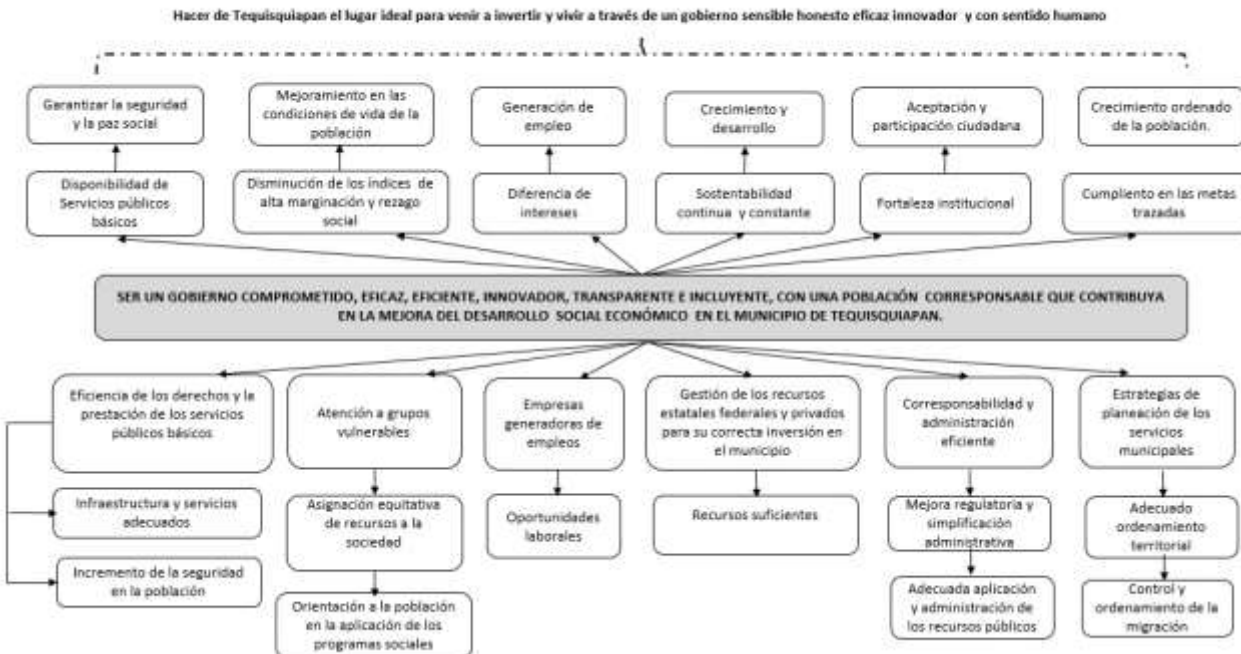 Hacer de Tequisquiapan el lugar ideal para venir a invertir y vivir a través de un gobierno sensible honesto eficaz innovador y con sentido humano
Garantizar la seguridad
y la paz social
Mejoramiento en las
condiciones de vida de la
población
Generación de
empleo
Crecimiento y
desarrollo
Aceptación y
participación ciudadana
Crecimiento ordenado
de la población.
Disponibilidad de
Servicios públicos
básicos
Disminución de los índices de
alta marginación y rezago
social
Diferencia de
intereses
Sostentabilidad
continua y constante
Fortaleza institucional
Cumpliento en las metas
trazadas
SER UN GOBIERNO COMPROMETIDO, EFICAZ, EFICIENTE, INNOVADOR, TRANSPARENTE E INCLUYENTE, CON UNA POBLACIÓN CORRESPONSABLE QUE CONTRIBUYA
EN LA MEJORA DEL DESARROLLO SOCIAL ECONÓMICO EN EL MUNICIPIO DE TEQUISQUIAPAN.
Eficiencia de los derechos y la
prestación de los servicios
públicos básicos
Atención a grupos
vulnerables
Empresas
generadoras de
empleos
Gestión de los recursos
estatales federales y privados
para su correcta inversión en
el municipio
Corresponsabilidad y
administración
eficiente
Estrategias de
planeación de los
servicios
municipales
Infraestructura y servicios
adecuados
Asignación equitativa
de recursos a la
sociedad
Oportunidades
laborales
Recursos suficientes
Mejora regulatoria y
simplificación
administrativa
Adecuado
ordenamiento
territorial
Incremento de la seguridad
en la población
Orientación a la población
en la aplicación de los
programas sociales
Adecuada aplicación
y administración de
los recursos públicos
Control y
ordenamiento de la
migración